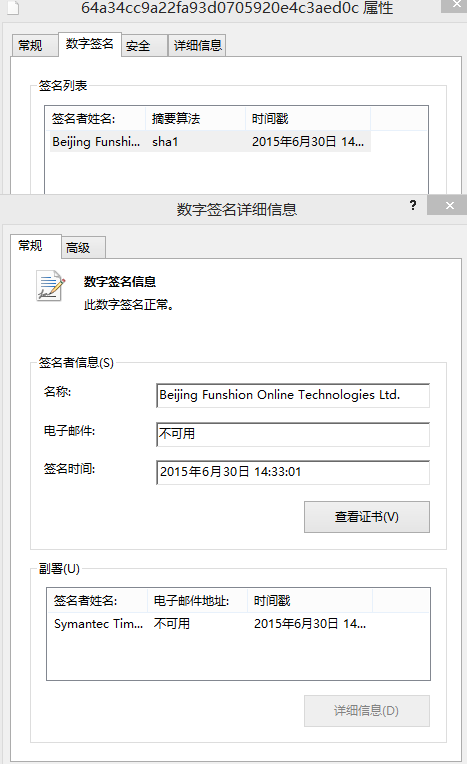 64a34cc9a22fa93d0705920e4c3aed0c 属性
常规 数字签名 安全 详细信息
签名列表
签名者姓名: 摘要算法 时间戳
Beijing Funshi... sha1 2015年6月30日 14...
数字签名详细信息 ?
常规 高级
数字签名信息
此数字签名正常。
签名者信息(S)
名称: Beijing Funshion Online Technologies Ltd.
电子邮件: 不可用
签名时间: 2015年6月30日 14:33:01
查看证书(V)
副署(U)
签名者姓名: 电子邮件地址: 时间戳
Symantec Tim... 不可用 2015年6月30日 14...
详细信息(D)